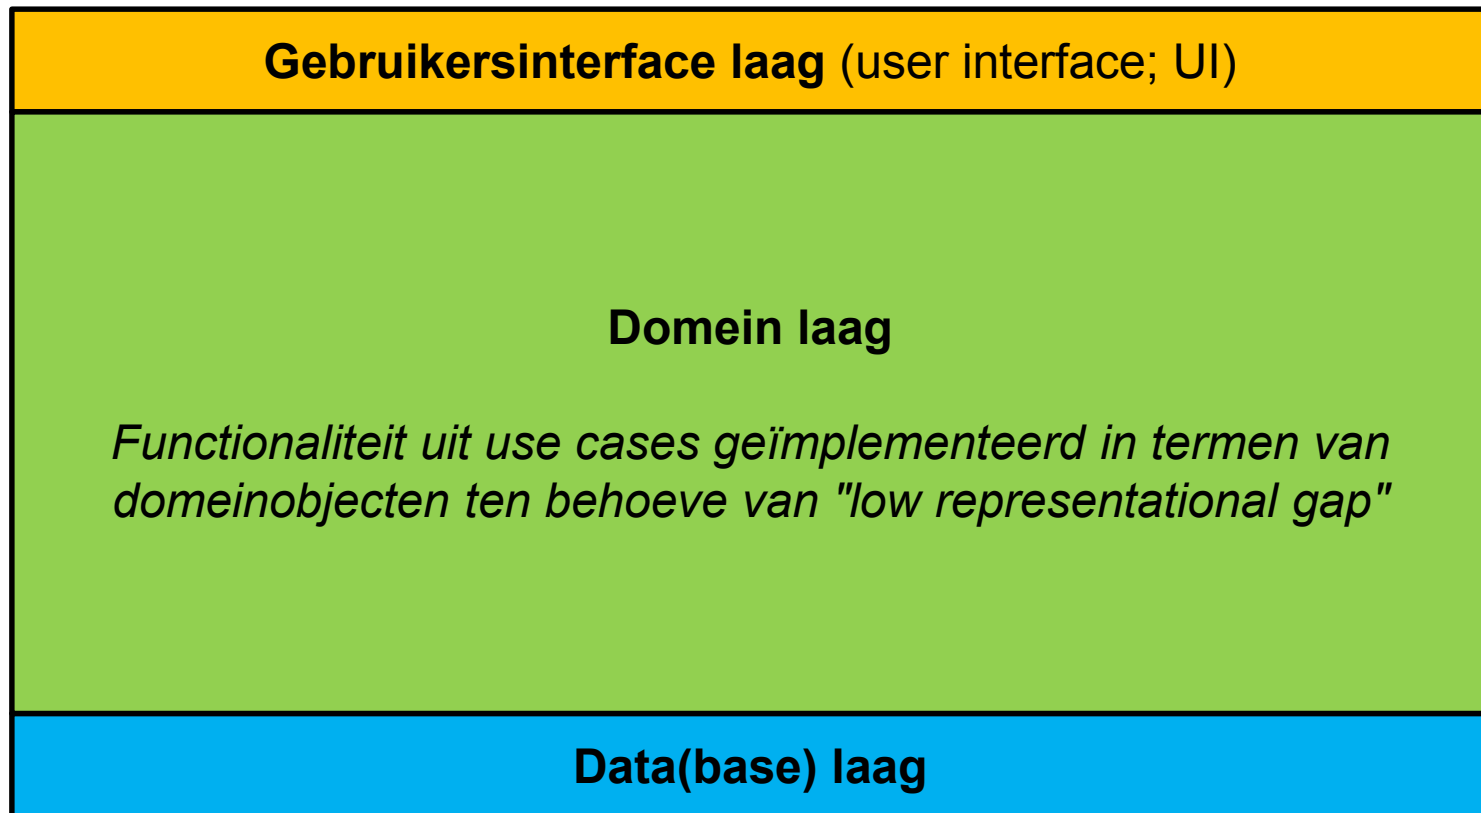 Gebruikersinterface laag (user interface; UI)
Domein laag
Functionaliteit uit use cases geïmplementeerd in termen van
domeinobjecten ten behoeve van "low representational gap"
Data(base) laag